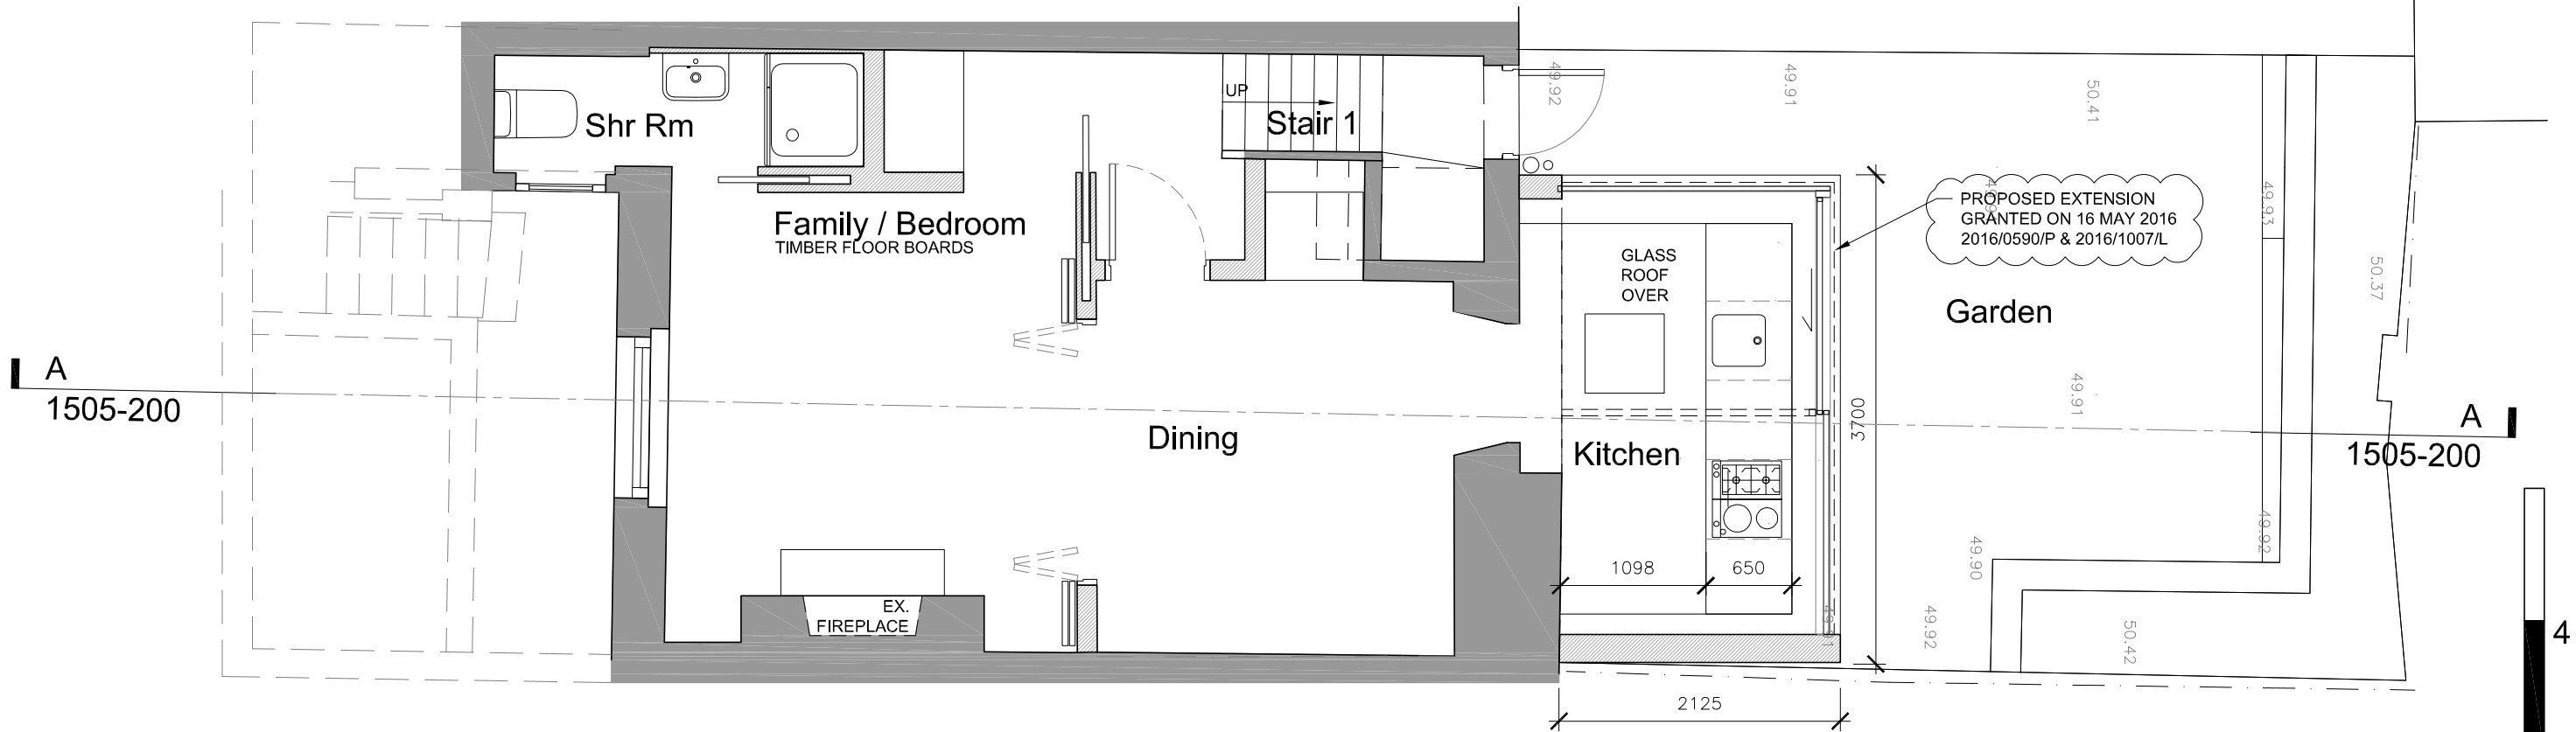 49.92
49.91
50.41
UP
Stair 1
Shr Rm
Family / Bedroom
TIMBER FLOOR BOARDS
PROPOSED EXTENSION
GRANTED ON 16 MAY 2016
2016/0590/P & 2016/1007/L
49.93
50.37
GLASS
ROOF
OVER
Garden
A
1505-200
Dining
Kitchen
3700
49.91
A
1505-200
1098
650
49.90
49.92
EX.
FIREPLACE
49.92
50.42
4
2125